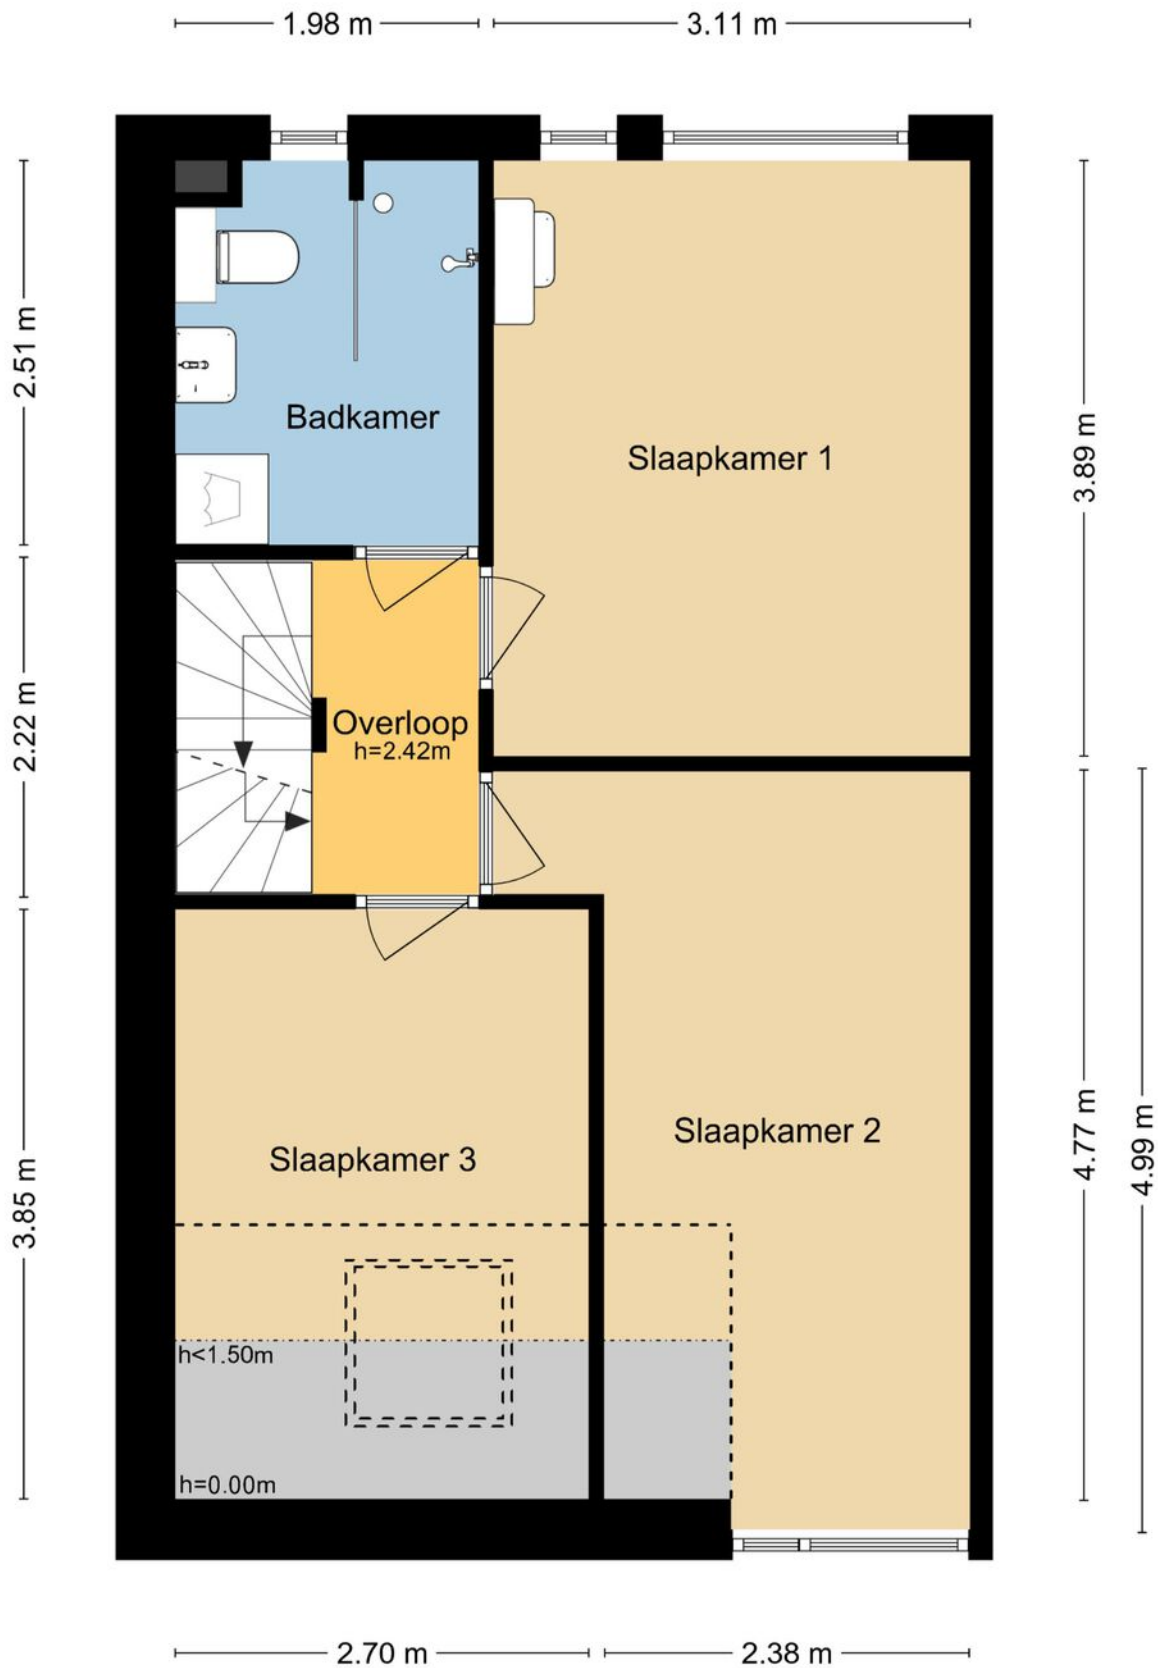 1.98 m
3.11 m
2.51 m
3.89 m
Badkamer
Slaapkamer 1
2.22 m
Overloop
h=2.42m
4.77 m
4.99 m
3.85 m
Slaapkamer 2
Slaapkamer 3
h<1.50m
h=0.00m
2.70 m
2.38 m